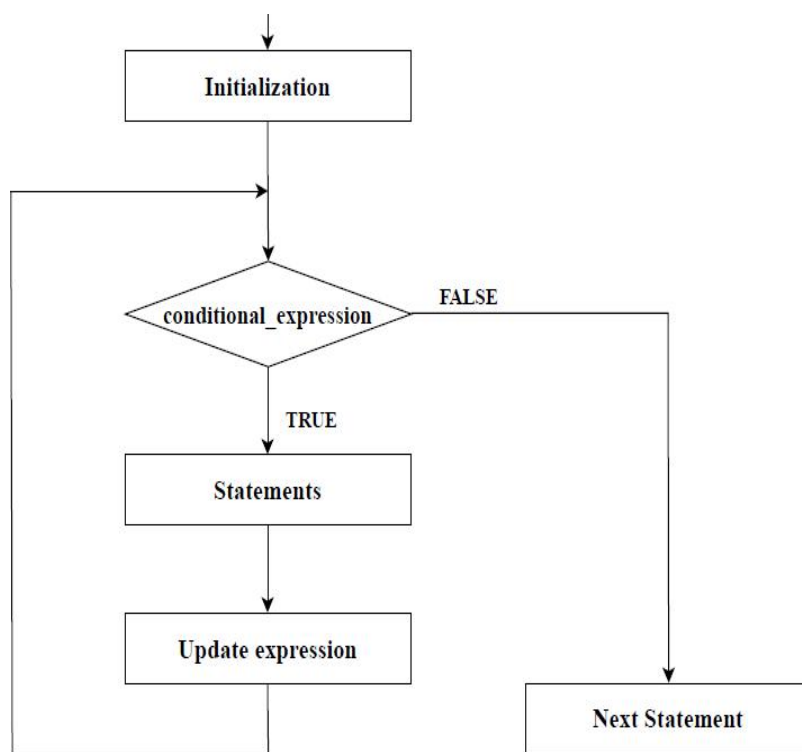 Initialization
conditional_expression
FALSE
TRUE
Statements
Update expression
Next Statement